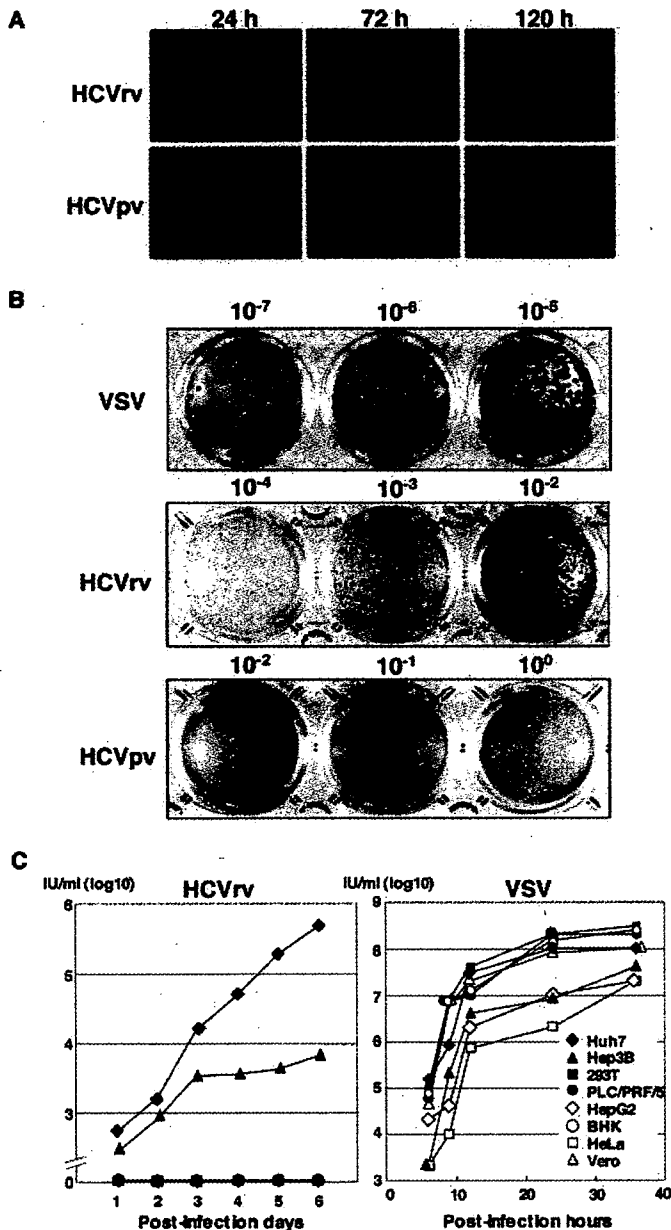 A
24 h 72 h 120 h
HCVrv
HCVpv
B
10-7 10-6 10-5
VSV
10-4 10-3 10-2
HCVrv
10-2 10-1 100
HCVpv
C
IU/ml (log10) HCVrv
6
5
4
3
0
1 2 3 4 5 6
Post-infection days
IU/ml (log10) VSV
9
8
7
6
5
4
3
0 10 20 30 40
Post-infection hours
Huh7
Hep3B
293T
PLC/PRF/5
HepG2
BHK
HeLa
Vero